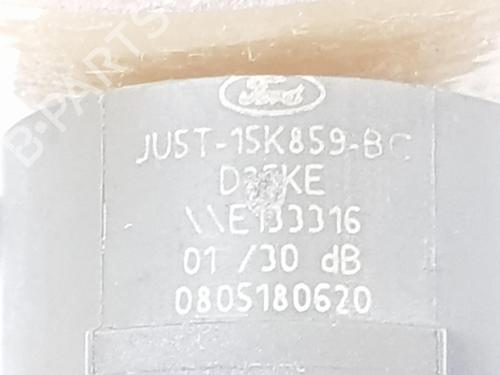 B-PARTS
Ford
JU5T-15K859-BC
\\E133316
01 /30 dB
0805180620